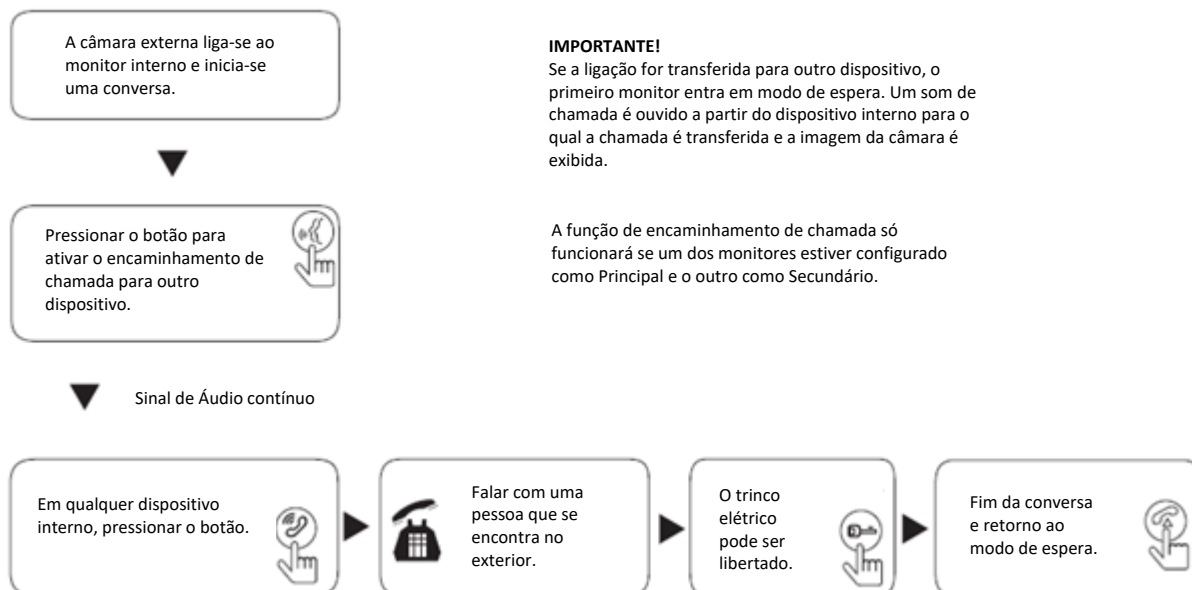 A câmara externa liga-se ao
monitor interno e inicia-se
uma conversa.
IMPORTANTE!
Se a ligação for transferida para outro dispositivo, o
primeiro monitor entra em modo de espera. Um som de
chamada é ouvido a partir do dispositivo interno para o
qual a chamada é transferida e a imagem da câmara é
exibida.
Pressionar o botão para
ativar o encaminhamento de
chamada para outro
dispositivo.
A função de encaminhamento de chamada só
funcionará se um dos monitores estiver configurado
como Principal e o outro como Secundário.
Sinal de Áudio contínuo
Em qualquer dispositivo
interno, pressionar o botão.
Falar com uma
pessoa que se
encontra no
exterior.
O trinco
elétrico
pode ser
libertado.
Fim da conversa
e retorno ao
modo de espera.